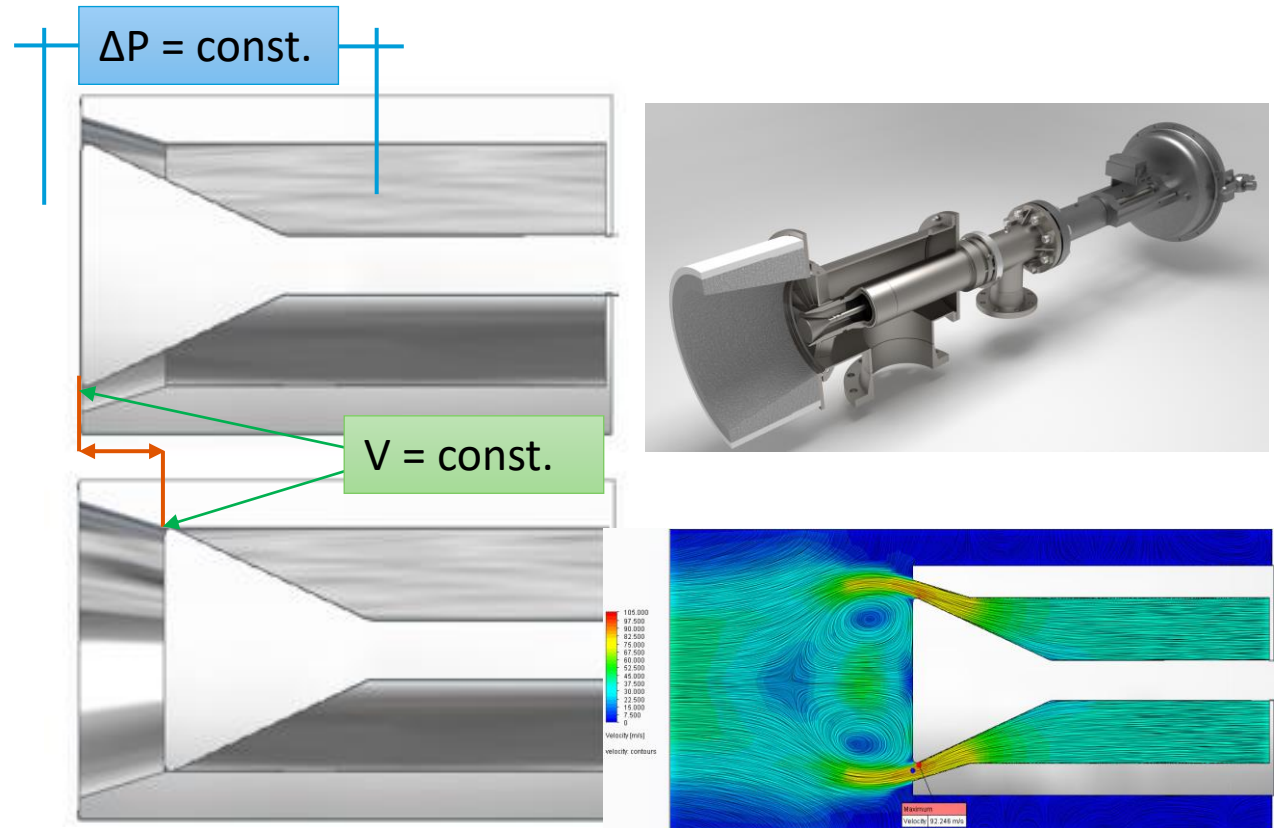 ΔP = const.
V = const.
105.000
97.500
90.000
82.500
75.000
67.500
60.000
52.500
45.000
37.500
30.000
22.500
15.000
7.500
0
Velocity [m/s]
velocity: contours
Maximum
Velocity 92.246 m/s